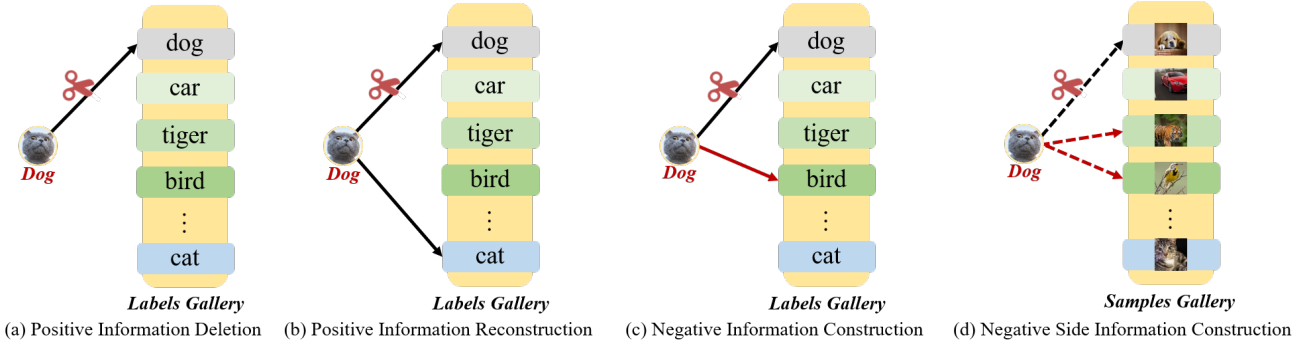 dog
car
tiger
bird
⋮
cat
Dog
Labels Gallery
(a) Positive Information Deletion
dog
car
tiger
bird
⋮
cat
Dog
Labels Gallery
(b) Positive Information Reconstruction
dog
car
tiger
bird
⋮
cat
Dog
Labels Gallery
(c) Negative Information Construction
Dog
⋮
Samples Gallery
(d) Negative Side Information Construction